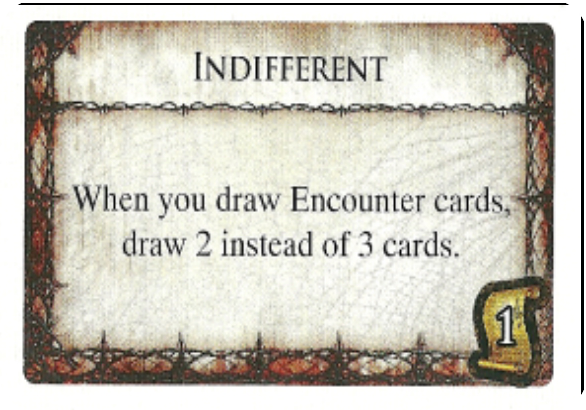 INDIFFERENT
When you draw Encounter cards,
draw 2 instead of 3 cards.
1